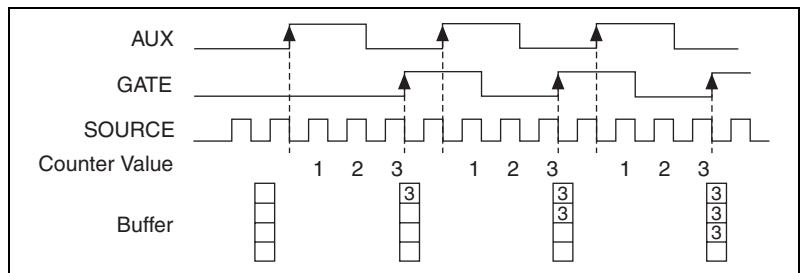 AUX
GATE
SOURCE
Counter Value 1 2 3 1 2 3 1 2 3
Buffer
3 3 3
3 3
3